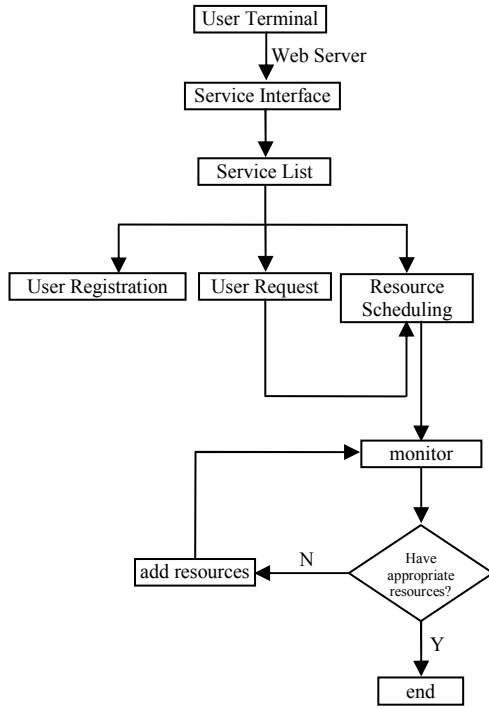 User Terminal
Web Server
Service Interface
Service List
User Registration
User Request
Resource
Scheduling
monitor
Have
appropriate
resources?
N
add resources
Y
end